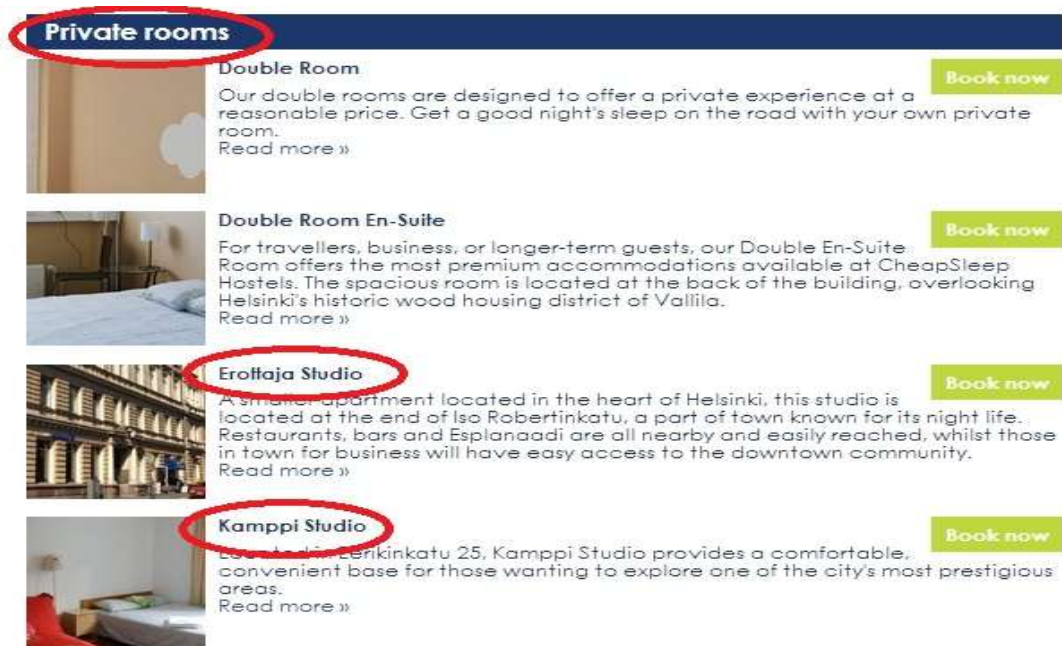 Private rooms
Double Room
Book now
Our double rooms are designed to offer a private experience at a
reasonable price. Get a good night's sleep on the road with your own private
room.
Read more »
Double Room En-Suite
Book now
For travellers, business, or longer-term guests, our Double En-Suite
Room offers the most premium accommodations available at CheapSleep
Hostels. The spacious room is located at the back of the building, overlooking
Helsinki's historic wood housing district of Vallila.
Read more »
Erottaja Studio
Book now
A smaller apartment located in the heart of Helsinki, this studio is
located at the end of Iso Robertinkatu, a part of town known for its night life.
Restaurants, bars and Esplanaadi are all nearby and easily reached, whilst those
in town for business will have easy access to the downtown community.
Read more »
Kamppi Studio
Book now
Located in Eerikinkatu 25, Kamppi Studio provides a comfortable,
convenient base for those wanting to explore one of the city's most prestigious
areas.
Read more »